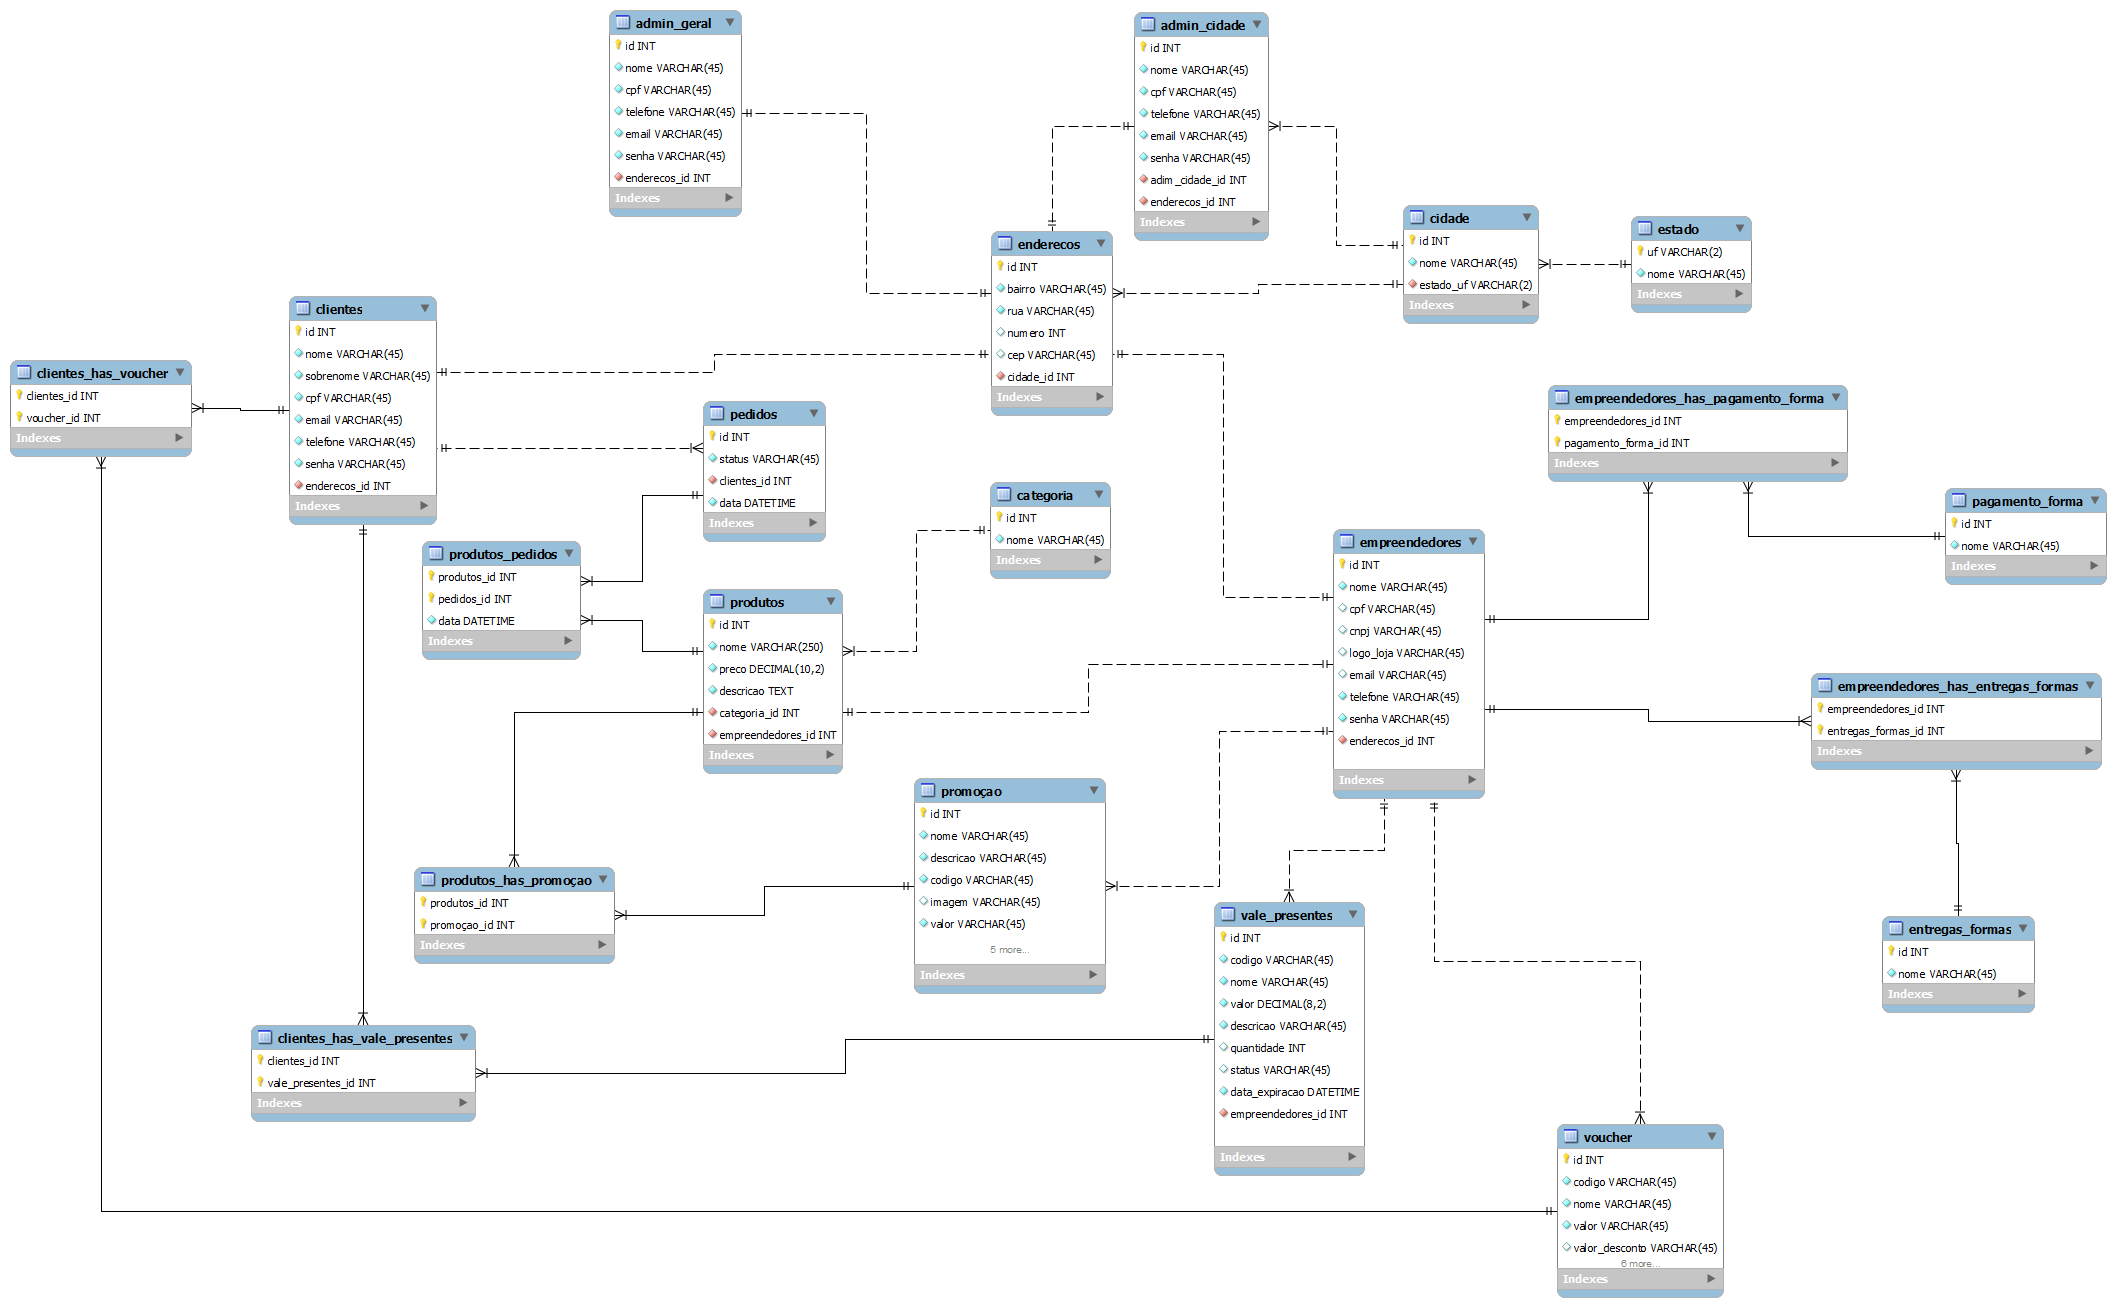 admin_geral
id INT
nome VARCHAR(45)
cpf VARCHAR(45)
telefone VARCHAR(45)
email VARCHAR(45)
senha VARCHAR(45)
enderecos_id INT
Indexes
admin_cidade
id INT
nome VARCHAR(45)
cpf VARCHAR(45)
telefone VARCHAR(45)
email VARCHAR(45)
senha VARCHAR(45)
adim_cidade_id INT
enderecos_id INT
Indexes
cidade
id INT
nome VARCHAR(45)
estado_uf VARCHAR(2)
Indexes
estado
uf VARCHAR(2)
nome VARCHAR(45)
Indexes
enderecos
id INT
bairro VARCHAR(45)
rua VARCHAR(45)
numero INT
cep VARCHAR(45)
cidade_id INT
Indexes
clientes
id INT
nome VARCHAR(45)
sobrenome VARCHAR(45)
cpf VARCHAR(45)
email VARCHAR(45)
telefone VARCHAR(45)
senha VARCHAR(45)
enderecos_id INT
Indexes
clientes_has_voucher
clientes_id INT
voucher_id INT
Indexes
pedidos
id INT
status VARCHAR(45)
clientes_id INT
data DATETIME
Indexes
categoria
id INT
nome VARCHAR(45)
Indexes
empreendedores_has_pagamento_forma
empreendedores_id INT
pagamento_forma_id INT
Indexes
pagamento_forma
id INT
nome VARCHAR(45)
Indexes
produtos_pedidos
produtos_id INT
pedidos_id INT
data DATETIME
Indexes
produtos
id INT
nome VARCHAR(250)
preco DECIMAL(10,2)
descricao TEXT
categoria_id INT
empreendedores_id INT
Indexes
empreendedores
id INT
nome VARCHAR(45)
cpf VARCHAR(45)
cnpj VARCHAR(45)
logo_loja VARCHAR(45)
email VARCHAR(45)
telefone VARCHAR(45)
senha VARCHAR(45)
enderecos_id INT
Indexes
empreendedores_has_entregas_formas
empreendedores_id INT
entregas_formas_id INT
Indexes
promoçao
id INT
nome VARCHAR(45)
descricao VARCHAR(45)
codigo VARCHAR(45)
imagem VARCHAR(45)
valor VARCHAR(45)
5 more...
Indexes
produtos_has_promoçao
produtos_id INT
promoçao_id INT
Indexes
vale_presentes
id INT
codigo VARCHAR(45)
nome VARCHAR(45)
valor DECIMAL(8,2)
descricao VARCHAR(45)
quantidade INT
status VARCHAR(45)
data_expiracao DATETIME
empreendedores_id INT
Indexes
entregas_formas
id INT
nome VARCHAR(45)
Indexes
clientes_has_vale_presentes
clientes_id INT
vale_presentes_id INT
Indexes
voucher
id INT
codigo VARCHAR(45)
nome VARCHAR(45)
valor VARCHAR(45)
valor_desconto VARCHAR(45)
6 more...
Indexes